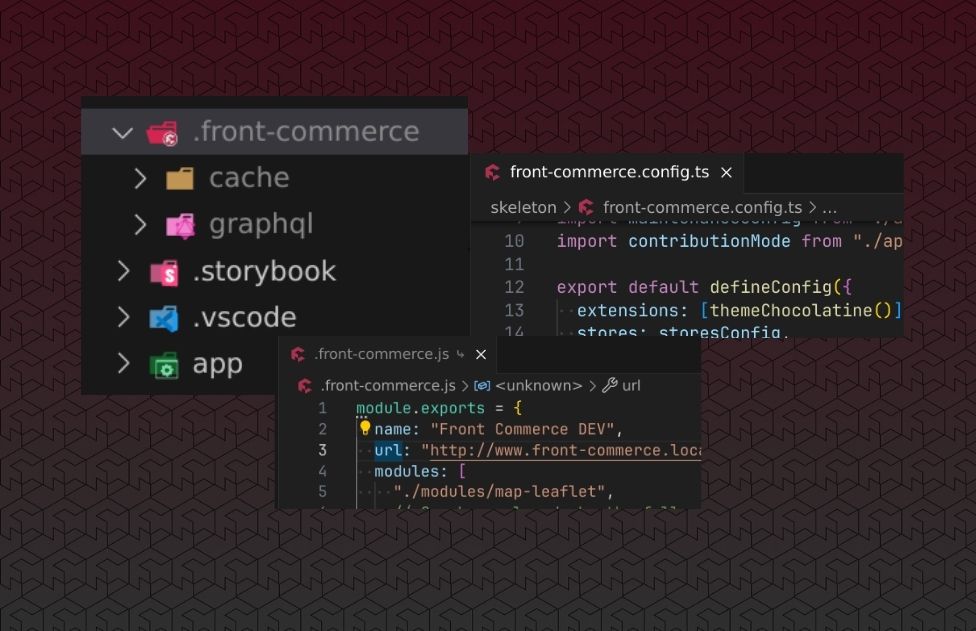 .front-commerce
cache
graphql
.storybook
.vscode
app
front-commerce.config.ts
skeleton > front-commerce.config.ts > ...
10 import contributionMode from "./ap
11
12 export default defineConfig({
13 extensions: [themeChocolatine()]
14 stores: storesConfig,
.front-commerce.js
.front-commerce.js > <unknown> > url
1 module.exports = {
2 name: "Front Commerce DEV",
3 url: "http://www.front-commerce.loca
4 modules: [
5 "./modules/map-leaflet",